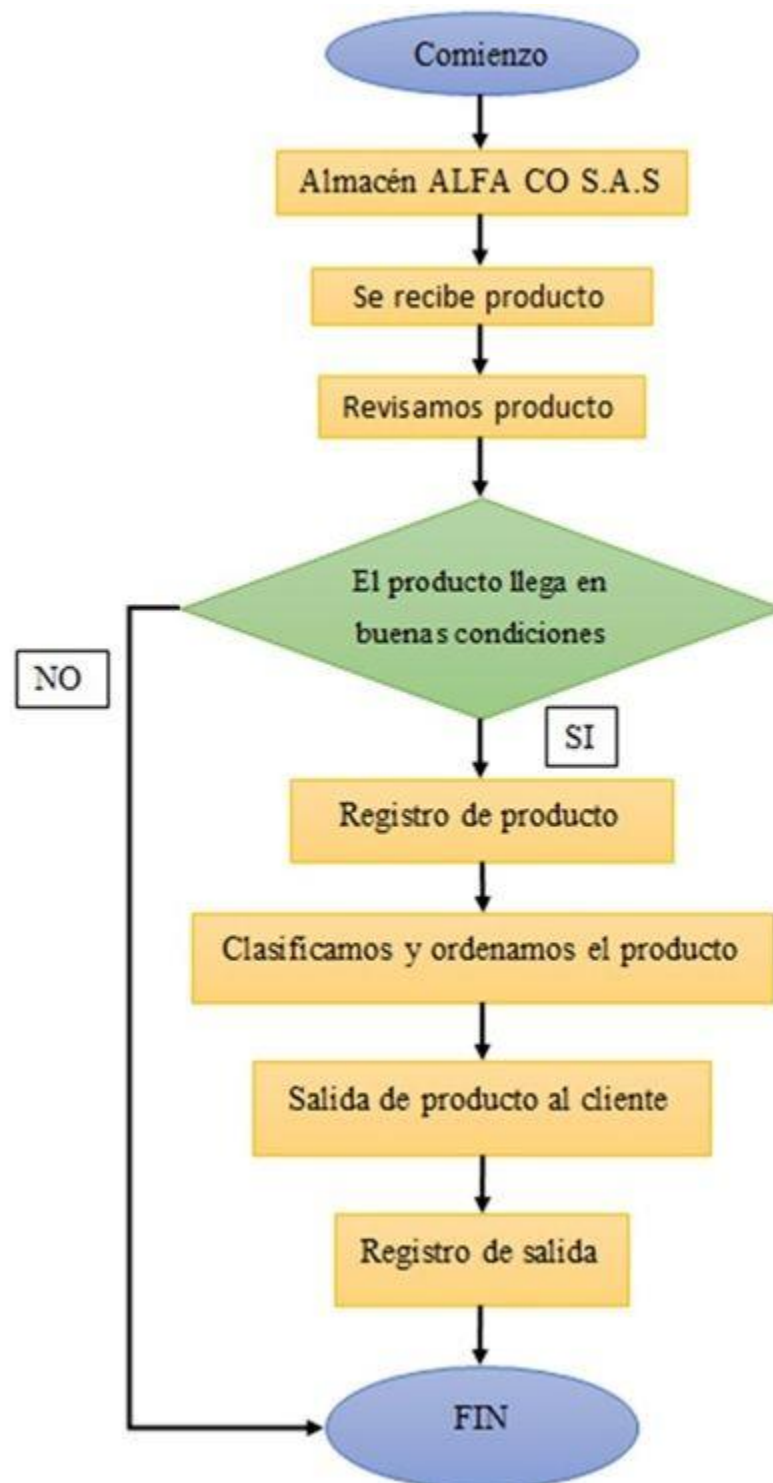 Comienzo
Almacén ALFA CO S.A.S
Se recibe producto
Revisamos producto
El producto llega en
buenas condiciones
NO
SI
Registro de producto
Clasificamos y ordenamos el producto
Salida de producto al cliente
Registro de salida
FIN